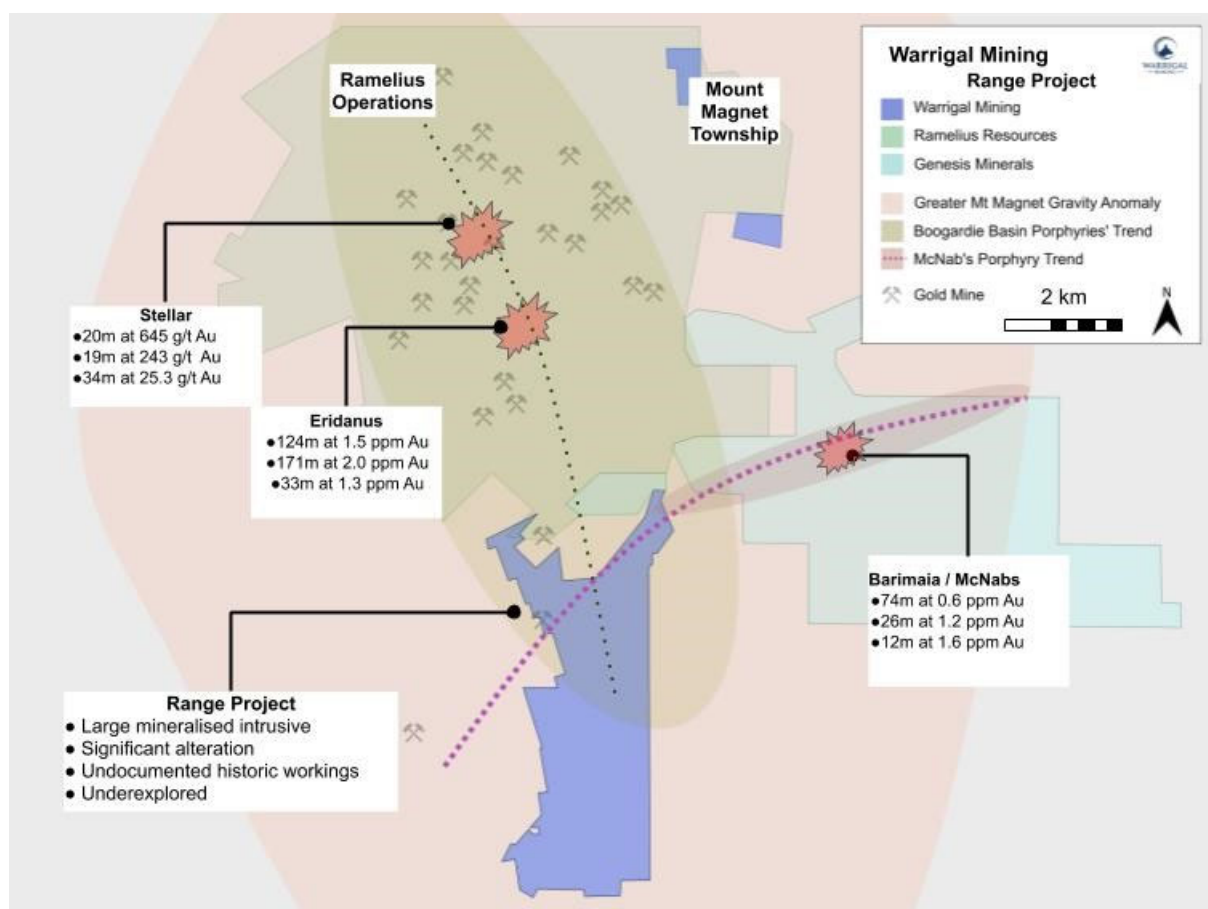 Ramelius
Operations
Mount
Magnet
Township
Warrigal Mining
Range Project
WARRIGAL
MINING
Warrigal Mining
Ramelius Resources
Genesis Minerals
Greater Mt Magnet Gravity Anomaly
Boogardie Basin Porphyries' Trend
McNab's Porphyry Trend
Gold Mine
2 km
N
Stellar
●20m at 645 g/t Au
●19m at 243 g/t Au
●34m at 25.3 g/t Au
Eridanus
●124m at 1.5 ppm Au
●171m at 2.0 ppm Au
●33m at 1.3 ppm Au
Barimaia / McNabs
●74m at 0.6 ppm Au
●26m at 1.2 ppm Au
●12m at 1.6 ppm Au
Range Project
● Large mineralised intrusive
● Significant alteration
● Undocumented historic workings
● Underexplored